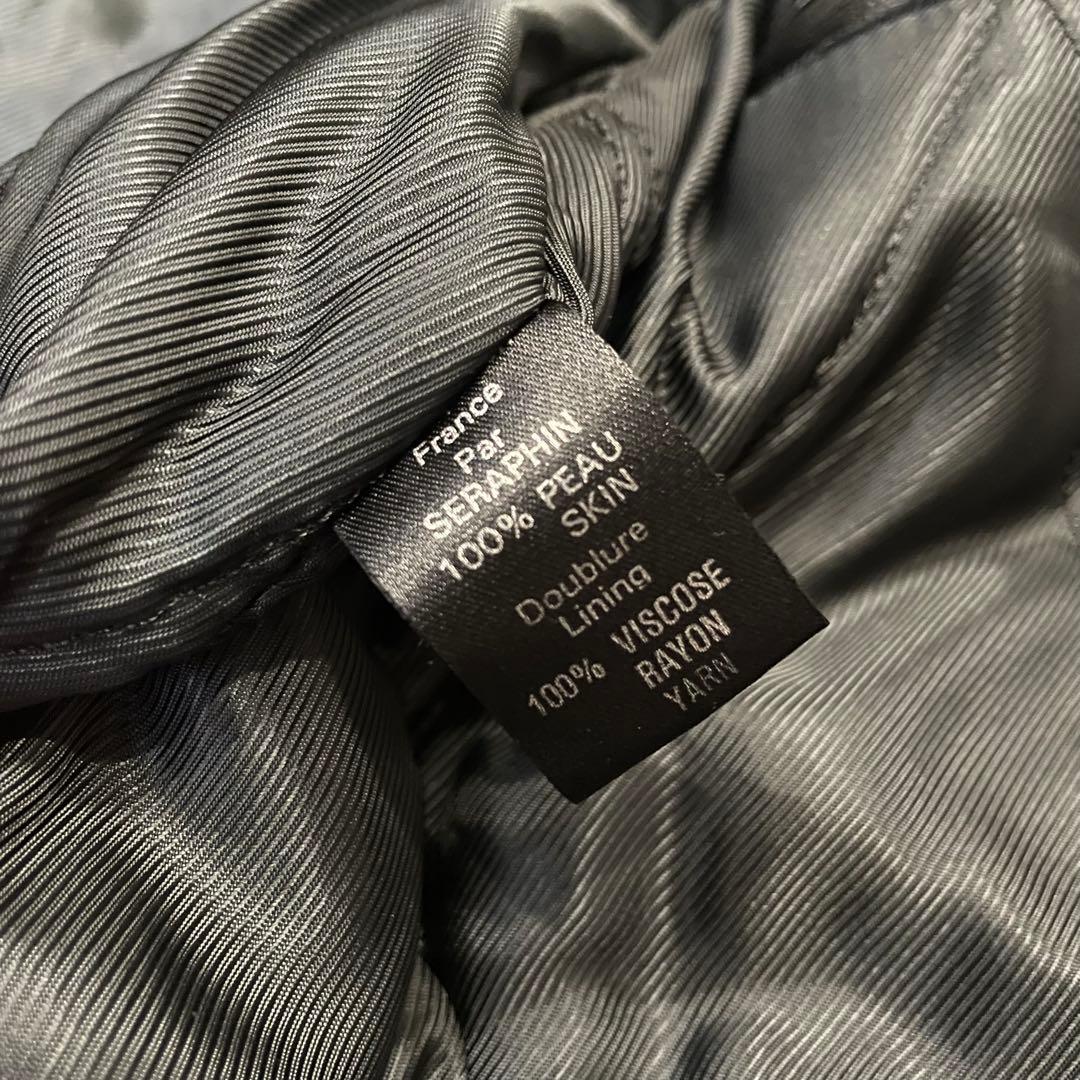 France
Par
SERAPHIN
100% PEAU
SKIN
Doublure
Lining
100% VISCOSE
RAYON
YARN